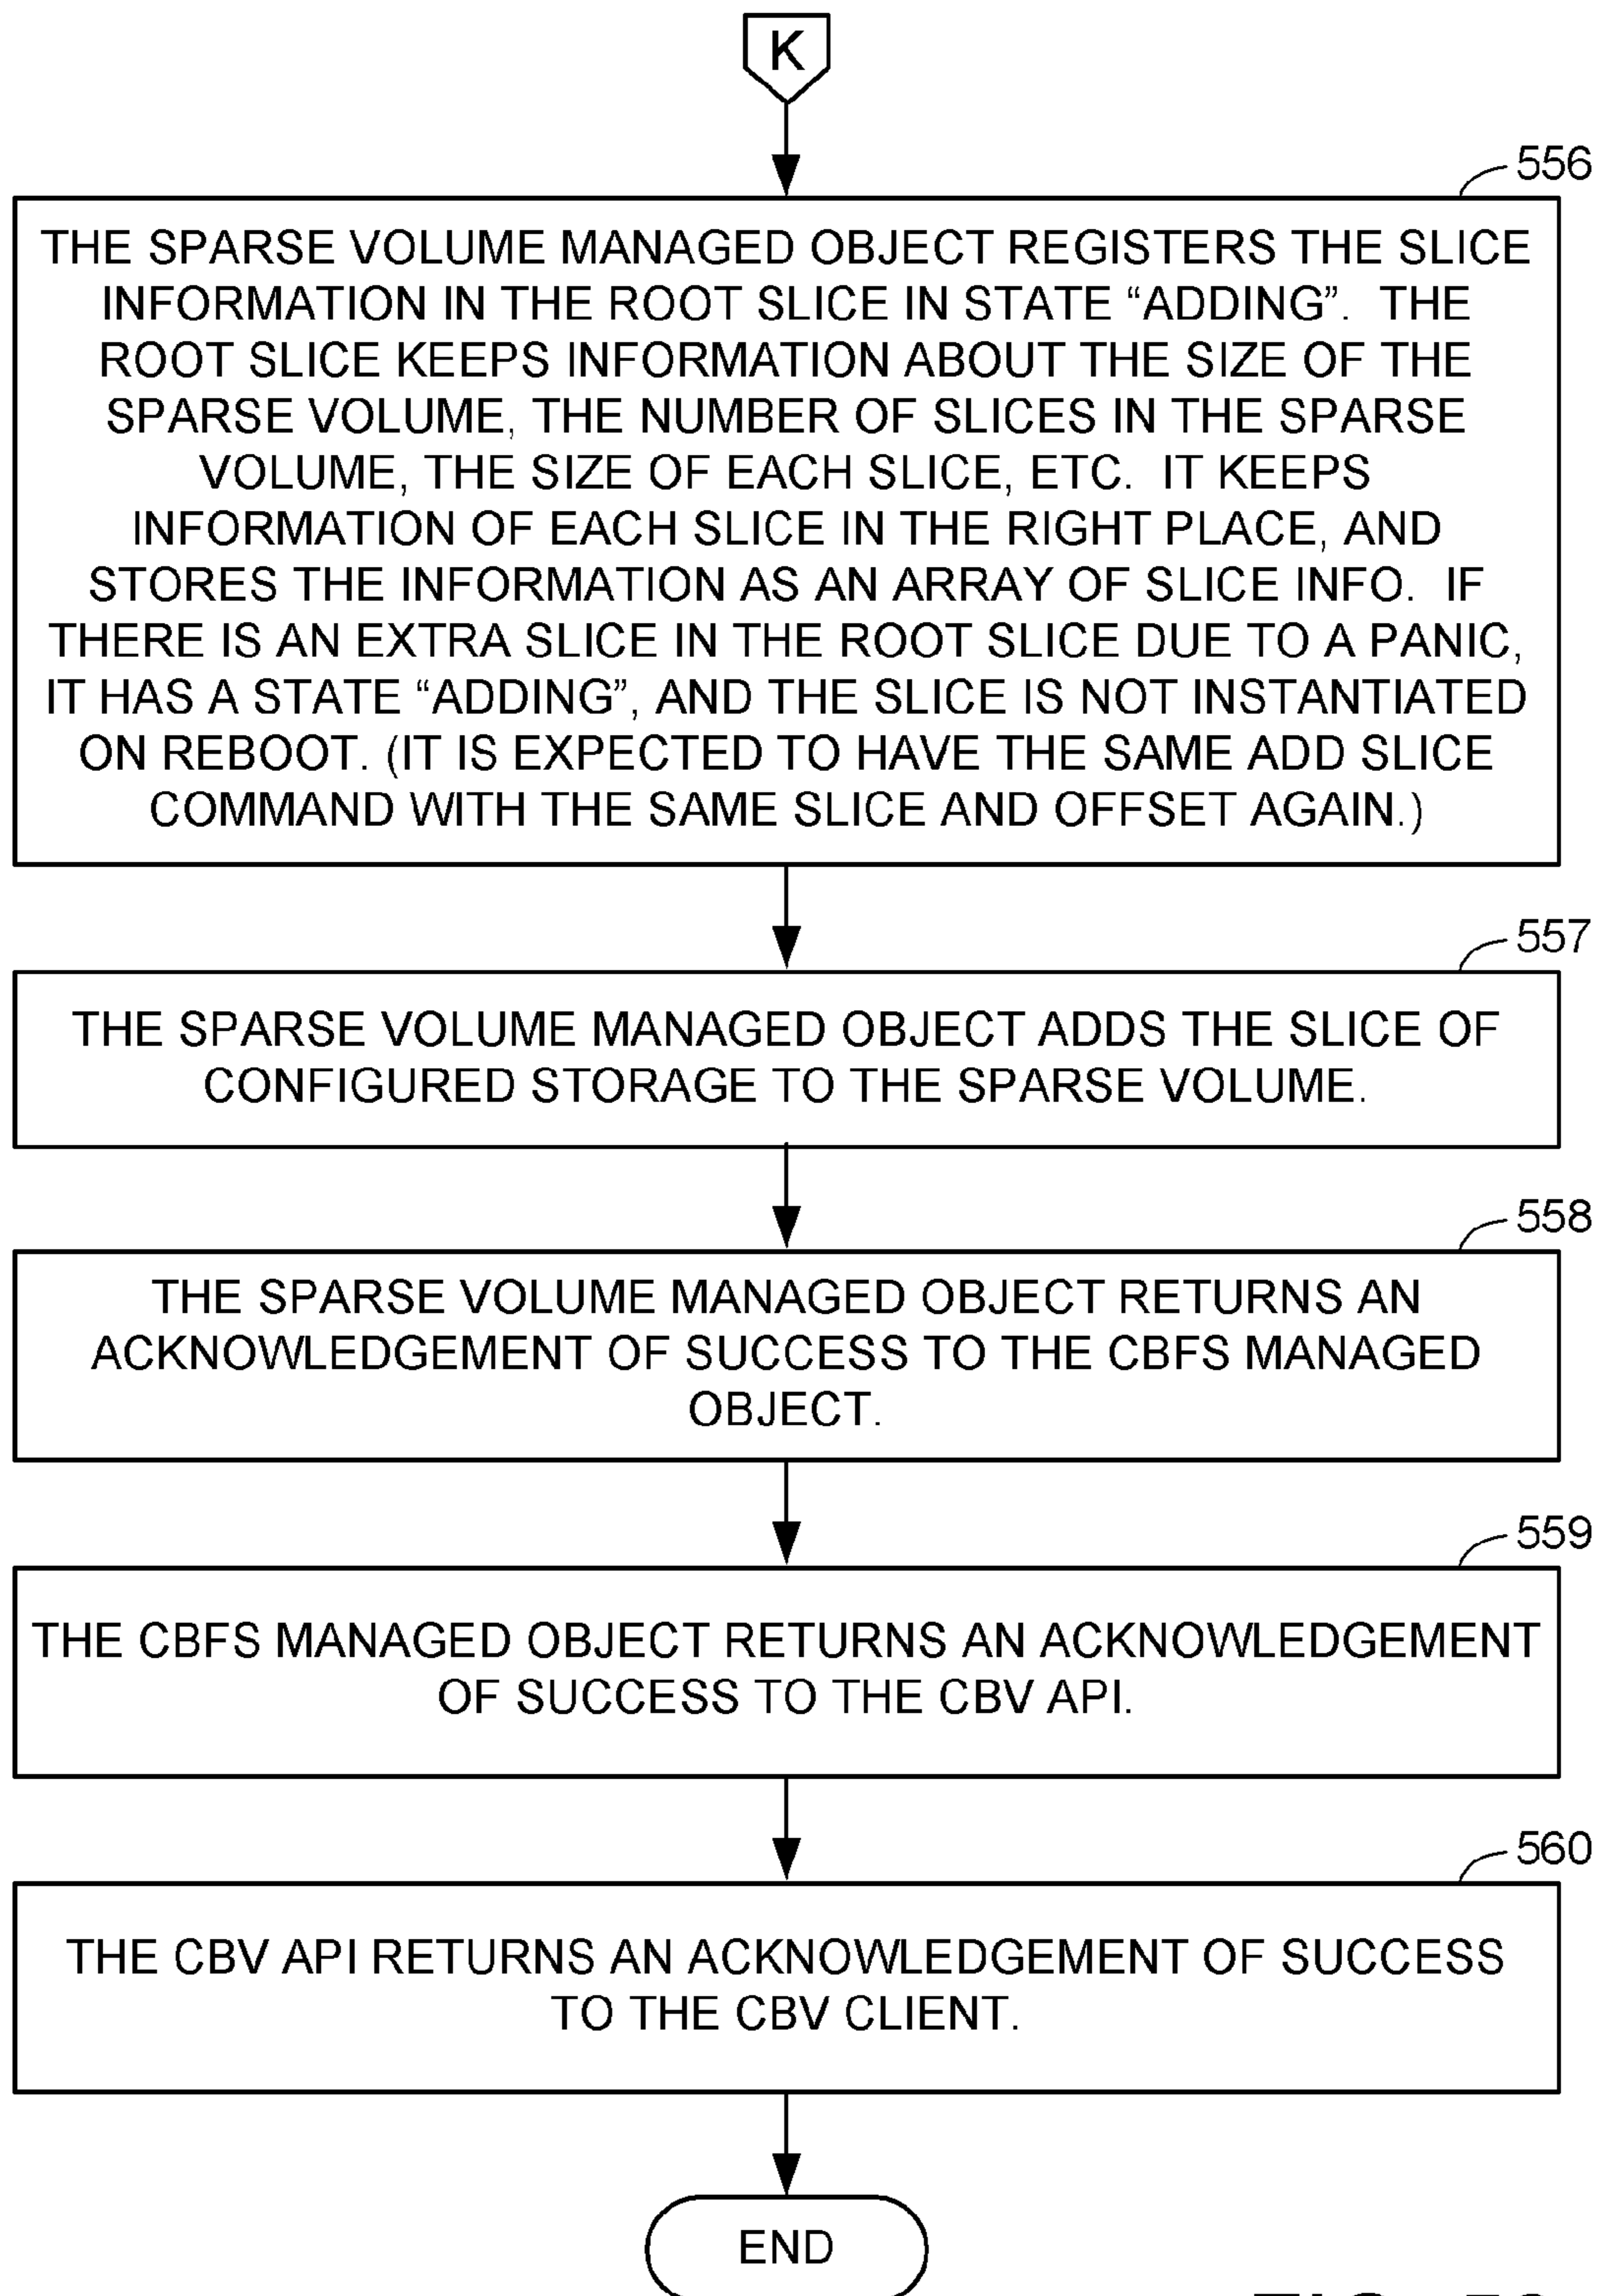 K
556
THE SPARSE VOLUME MANAGED OBJECT REGISTERS THE SLICE
INFORMATION IN THE ROOT SLICE IN STATE “ADDING”. THE
ROOT SLICE KEEPS INFORMATION ABOUT THE SIZE OF THE
SPARSE VOLUME, THE NUMBER OF SLICES IN THE SPARSE
VOLUME, THE SIZE OF EACH SLICE, ETC. IT KEEPS
INFORMATION OF EACH SLICE IN THE RIGHT PLACE, AND
STORES THE INFORMATION AS AN ARRAY OF SLICE INFO. IF
THERE IS AN EXTRA SLICE IN THE ROOT SLICE DUE TO A PANIC,
IT HAS A STATE “ADDING”, AND THE SLICE IS NOT INSTANTIATED
ON REBOOT. (IT IS EXPECTED TO HAVE THE SAME ADD SLICE
COMMAND WITH THE SAME SLICE AND OFFSET AGAIN.)
557
THE SPARSE VOLUME MANAGED OBJECT ADDS THE SLICE OF
CONFIGURED STORAGE TO THE SPARSE VOLUME.
558
THE SPARSE VOLUME MANAGED OBJECT RETURNS AN
ACKNOWLEDGEMENT OF SUCCESS TO THE CBFS MANAGED
OBJECT.
559
THE CBFS MANAGED OBJECT RETURNS AN ACKNOWLEDGEMENT
OF SUCCESS TO THE CBV API.
560
THE CBV API RETURNS AN ACKNOWLEDGEMENT OF SUCCESS
TO THE CBV CLIENT.
END